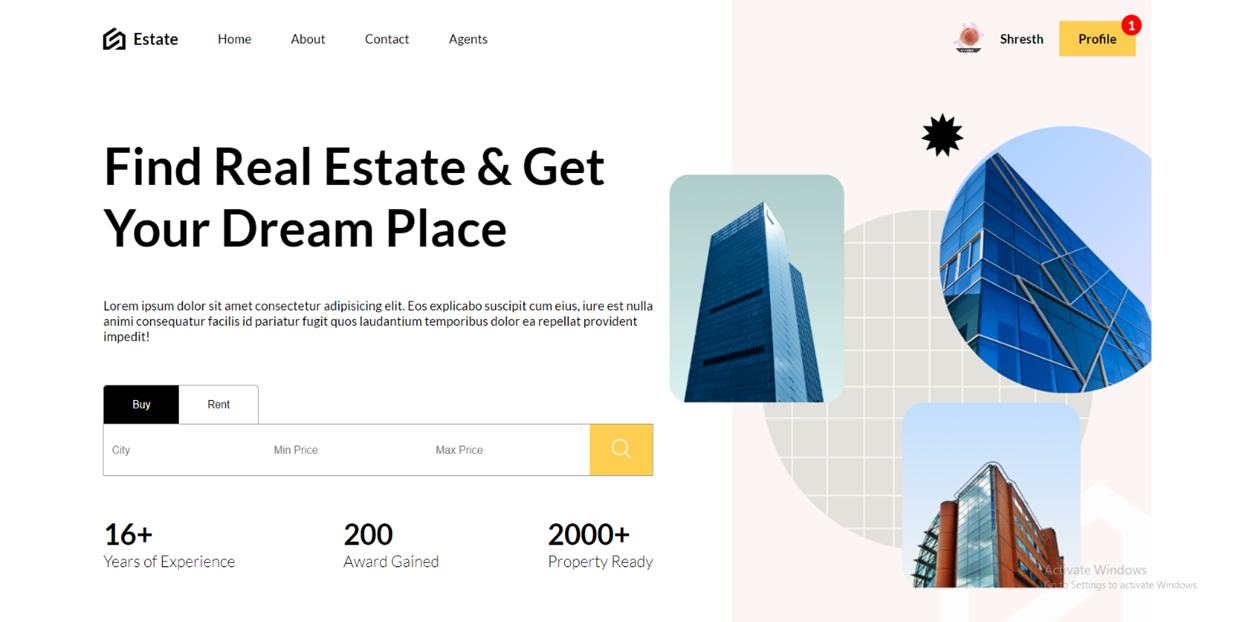 Estate
Home
About
Contact
Agents
Shresth
Profile
1
Find Real Estate & Get
Your Dream Place
Lorem ipsum dolor sit amet consectetur adipisicing elit. Eos explicabo suscipit cum eius, iure est nulla
animi consequatur facilis id pariatur fugit quos laudantium temporibus dolor ea repellat provident
impedit!
Buy
Rent
City
Min Price
Max Price
16+
Years of Experience
200
Award Gained
2000+
Property Ready
Activate Windows
Go to Settings to activate Windows.